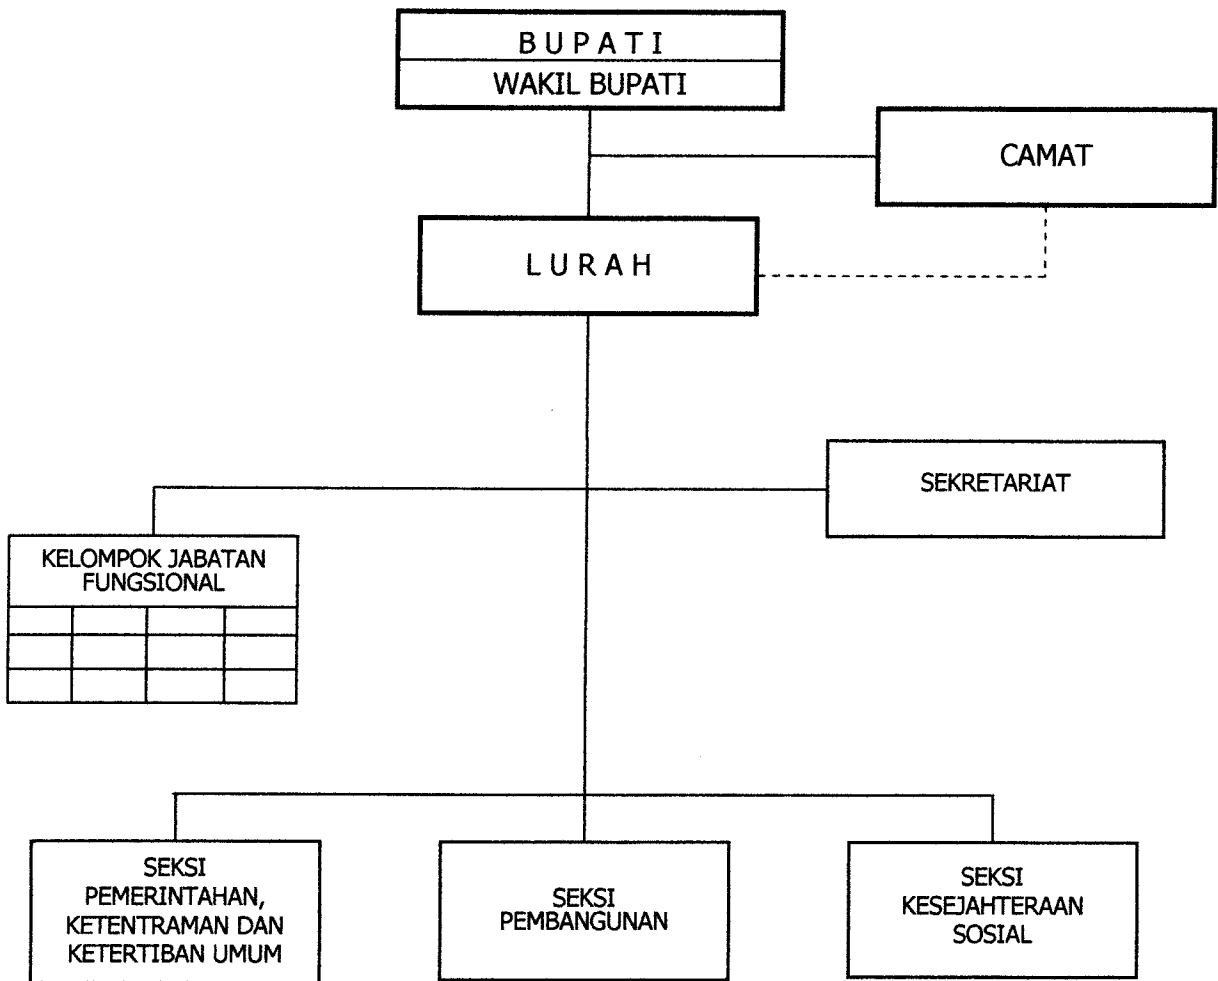 B U P A T I
WAKIL BUPATI
CAMAT
L U R A H
SEKRETARIAT
KELOMPOK JABATAN
FUNGSIONAL
SEKSI
PEMERINTAHAN,
KETENTRAMAN DAN
KETERTIBAN UMUM
SEKSI
PEMBANGUNAN
SEKSI
KESEJAHTERAAN
SOSIAL